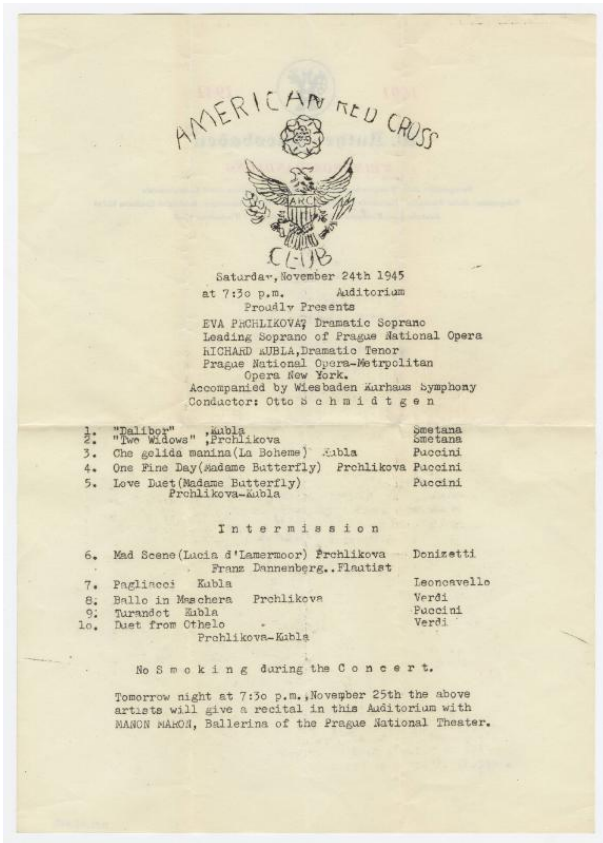 AMERICAN RED CROSS
ARC
CLUB
Saturday, November 24th 1945
at 7:3o p.m. Auditorium
Proudly Presents
EVA PRCHLIKOVA, Dramatic Soprano
Leading Soprano of Prague National Opera
RICHARD KUBLA,Dramatic Tenor
Prague National Opera-Metrpolitan
Opera New York.
Accompanied by Wiesbaden Kurhaus Symphony
Conductor: Otto S c h m i d t g e n
1. "Dalibor" ,Kubla Smetana
2. "Two Widows" ,Prchlikova Smetana
3. Che gelida manina(La Boheme) Kubla Puccini
4. One Fine Day(Madame Butterfly) Prchlikova Puccini
5. Love Duet(Madame Butterfly) Puccini
Prchlikova-Kubla
I n t e r m i s s i o n
6. Mad Scene(Lucia d'Lamermoor) Prchlikova Donizetti
Franz Dannenberg..Flautist
7. Pagliacci Kubla Leoncavello
8. Ballo in Maschera Prchlikova Verdi
9. Turandot Kubla Puccini
1o. Duet from Othelo . Verdi
Prchlikova-Kubla
No S m o k i n g during the C o n c e r t.
Tomorrow night at 7:3o p.m.,November 25th the above
artists will give a recital in this Auditorium with
MANON MARON, Ballerina of the Prague National Theater.